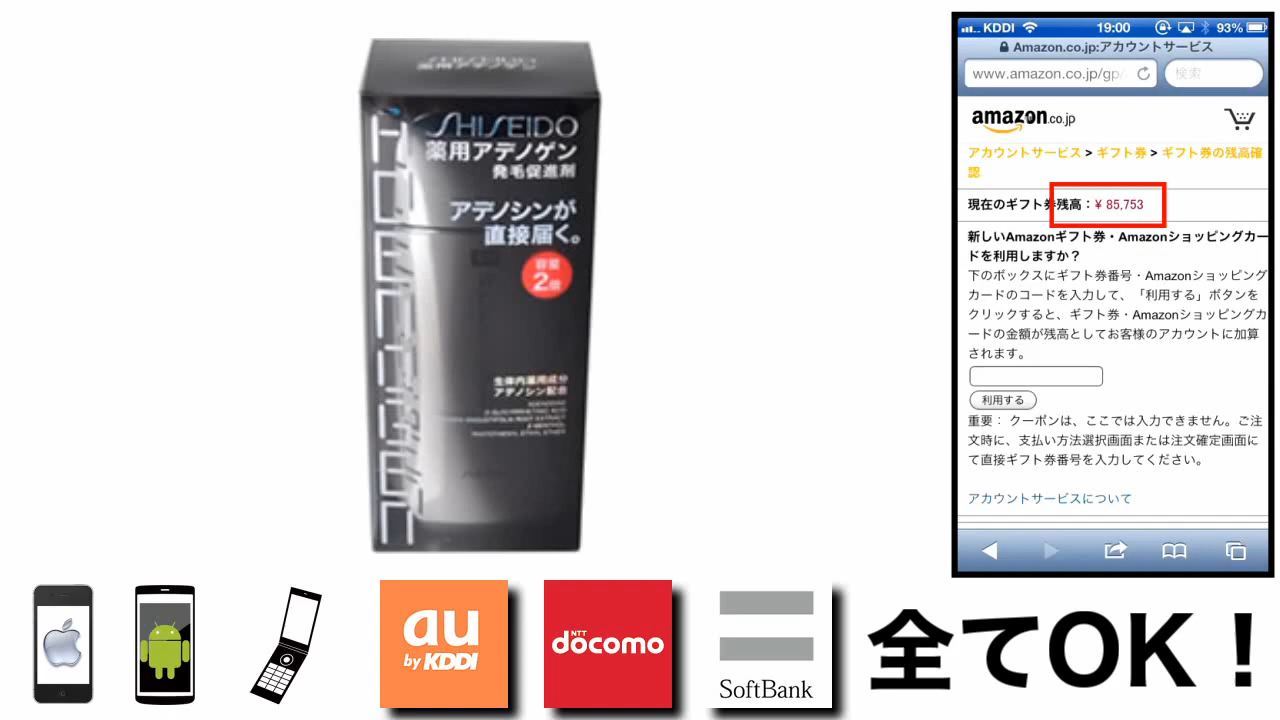 SHISEIDO
薬用アデノゲン
発毛促進剤
アデノシンが
直接届く。
容量
2倍
生体内薬用成分
アデノシン配合
ADENOGEN
KDDI
19:00
93%
Amazon.co.jp:アカウントサービス
www.amazon.co.jp/gp/
検索
amazon.co.jp
アカウントサービス > ギフト券 > ギフト券の残高確
認
現在のギフト券残高：¥ 85,753
新しいAmazonギフト券・Amazonショッピングカー
ドを利用しますか？
下のボックスにギフト券番号・Amazonショッピング
カードのコードを入力して、「利用する」ボタンを
クリックすると、ギフト券・Amazonショッピングカ
ードの金額が残高としてお客様のアカウントに加算
されます。
利用する
重要： クーポンは、ここでは入力できません。ご注
文時に、支払い方法選択画面または注文確定画面に
て直接ギフト券番号を入力してください。
アカウントサービスについて
au
by KDDI
NTT
docomo
SoftBank
全てOK！